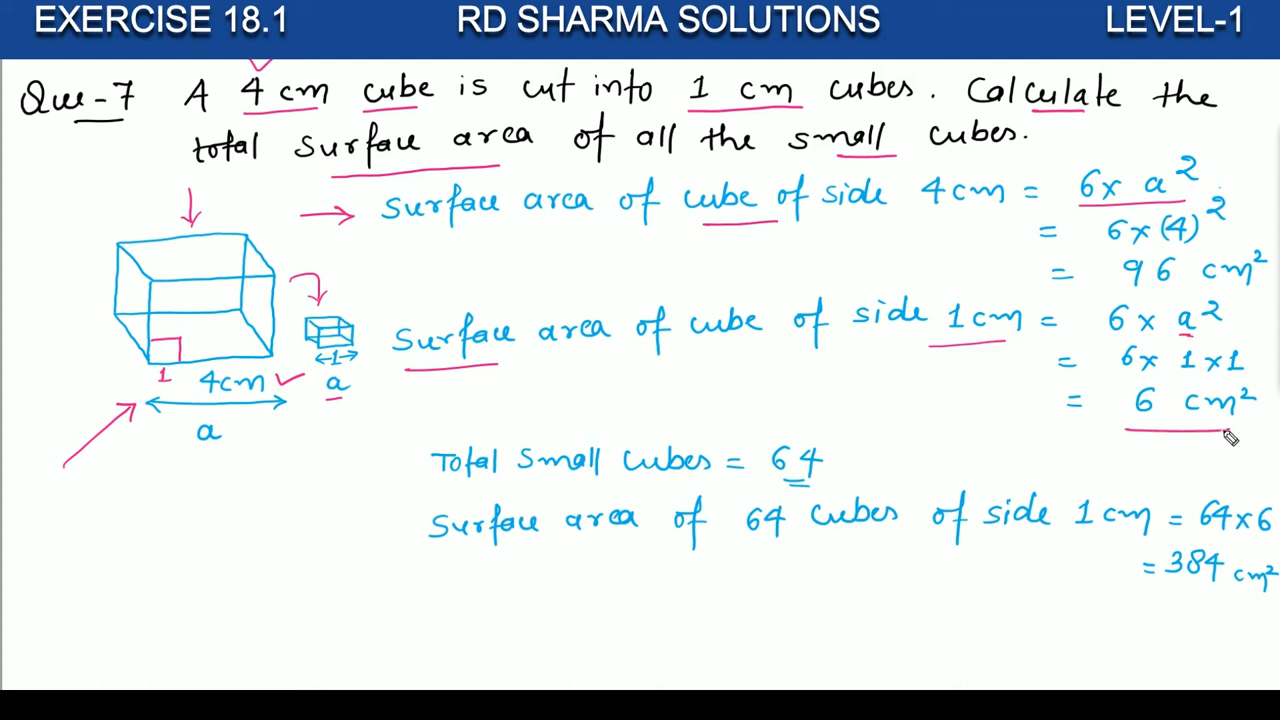 EXERCISE 18.1 RD SHARMA SOLUTIONS LEVEL-1
Que-7 A 4 cm cube is cut into 1 cm cubes. Calculate the
total surface area of all the small cubes.
Surface area of cube of side 4cm = 6x a²
= 6x(4)²
= 96 cm²
Surface area of cube of side 1cm = 6x a²
= 6x 1x1
= 6 cm²
1
1 4cm a
a
Total Small Cubes = 64
Surface area of 64 cubes of side 1cm = 64x6
= 384 cm²